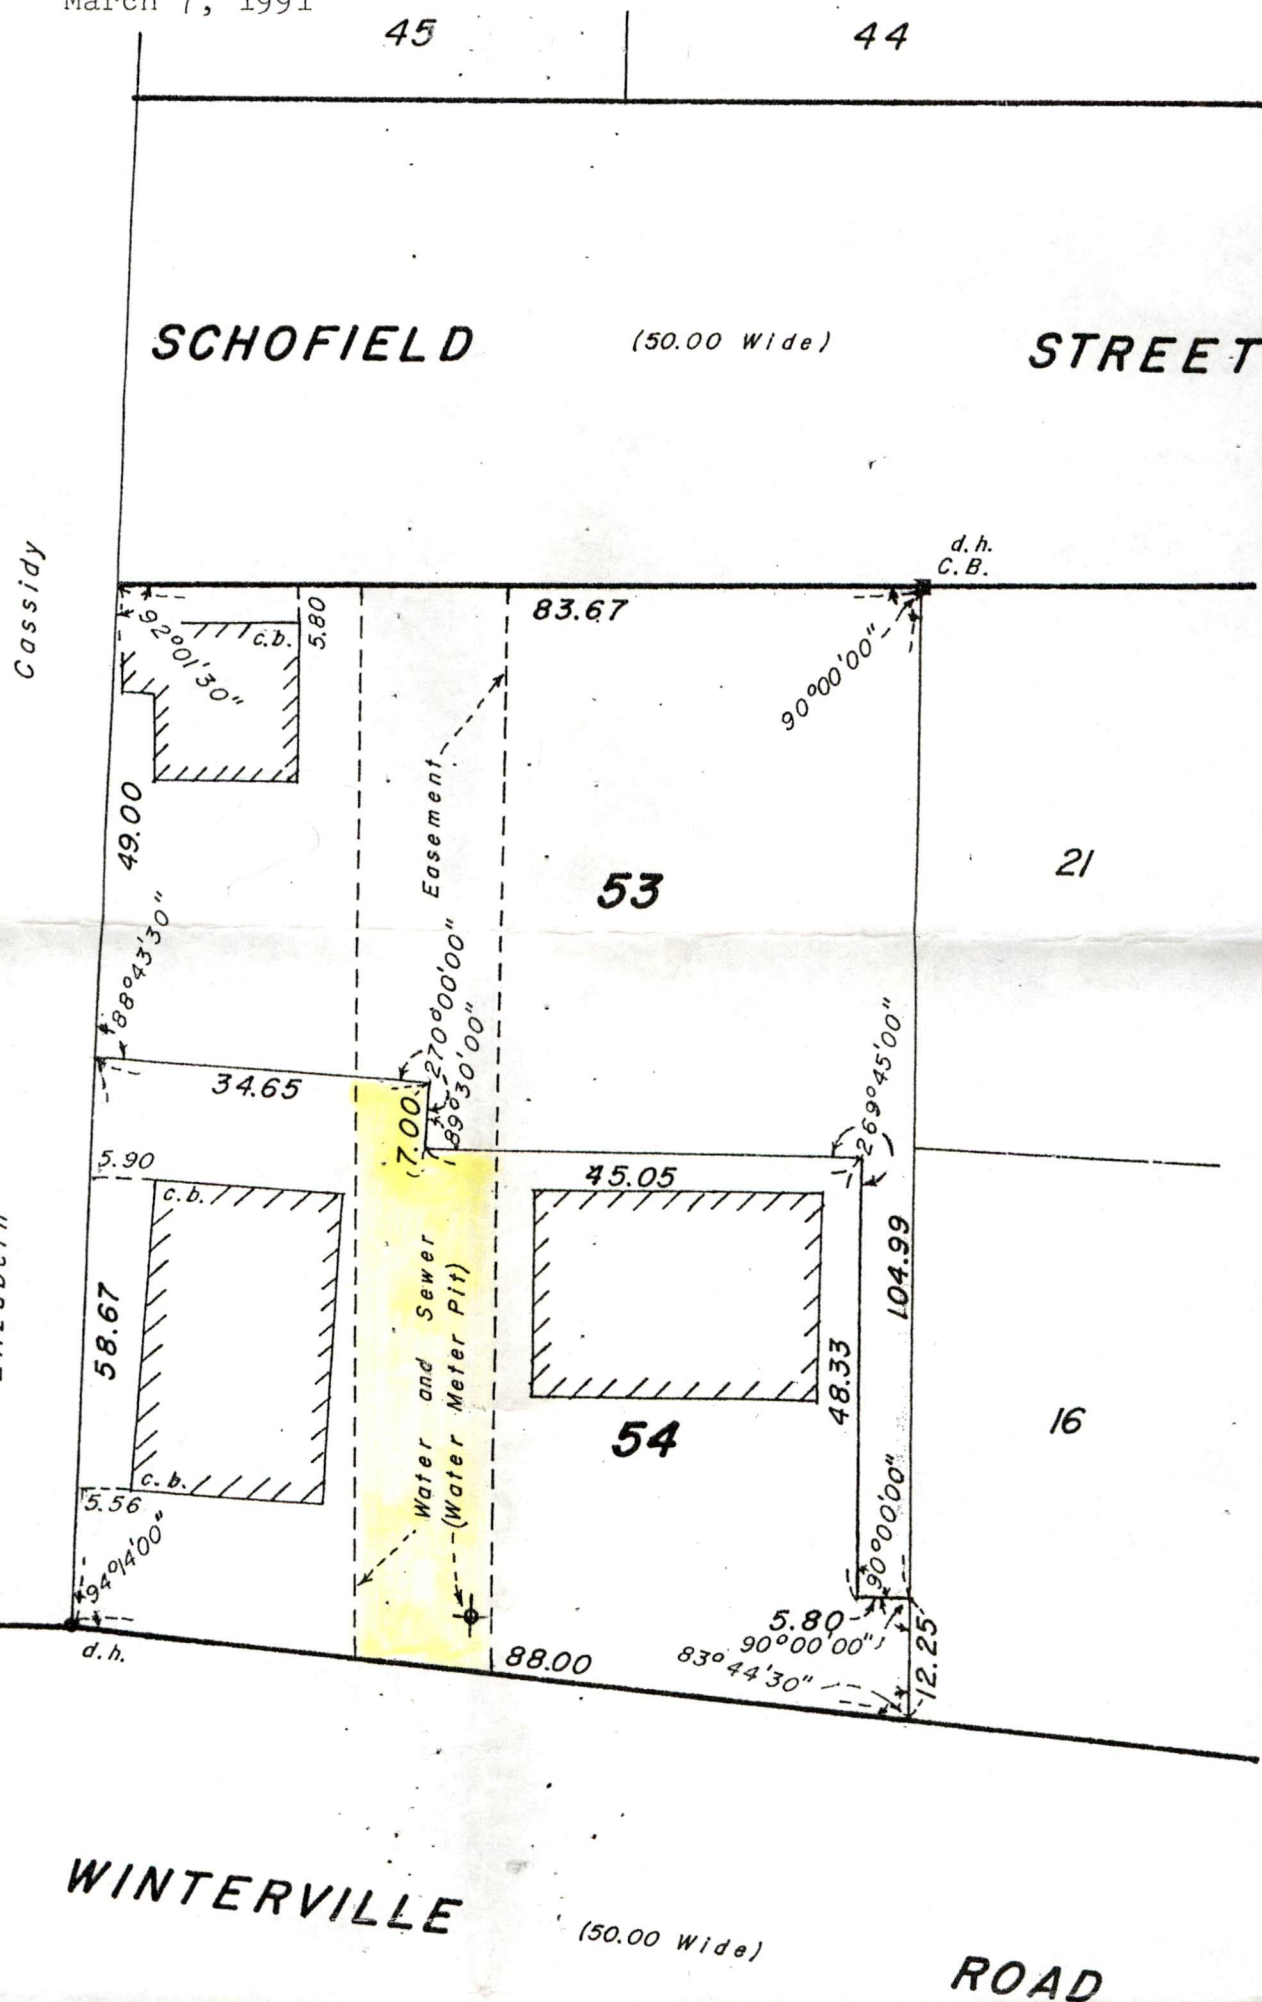 March 7, 1991
45
44
SCHOFIELD (50.00 Wide) STREET
Cassidy
d.h.
C.B.
83.67
5.80
c.b.
92°01'30"
90°00'00"
49.00
Easement
53
21
88°43'30"
270°00'00"
89°30'00"
269°45'00"
34.65
(7.00)
45.05
5.90
c.b.
104.99
58.67
Water and Sewer
(Water Meter Pit)
48.33
54
16
c.b.
5.56
94°14'00"
90°00'00"
5.80
90°00'00"
83°44'30"
12.25
d.h.
88.00
WINTERVILLE (50.00 Wide) ROAD